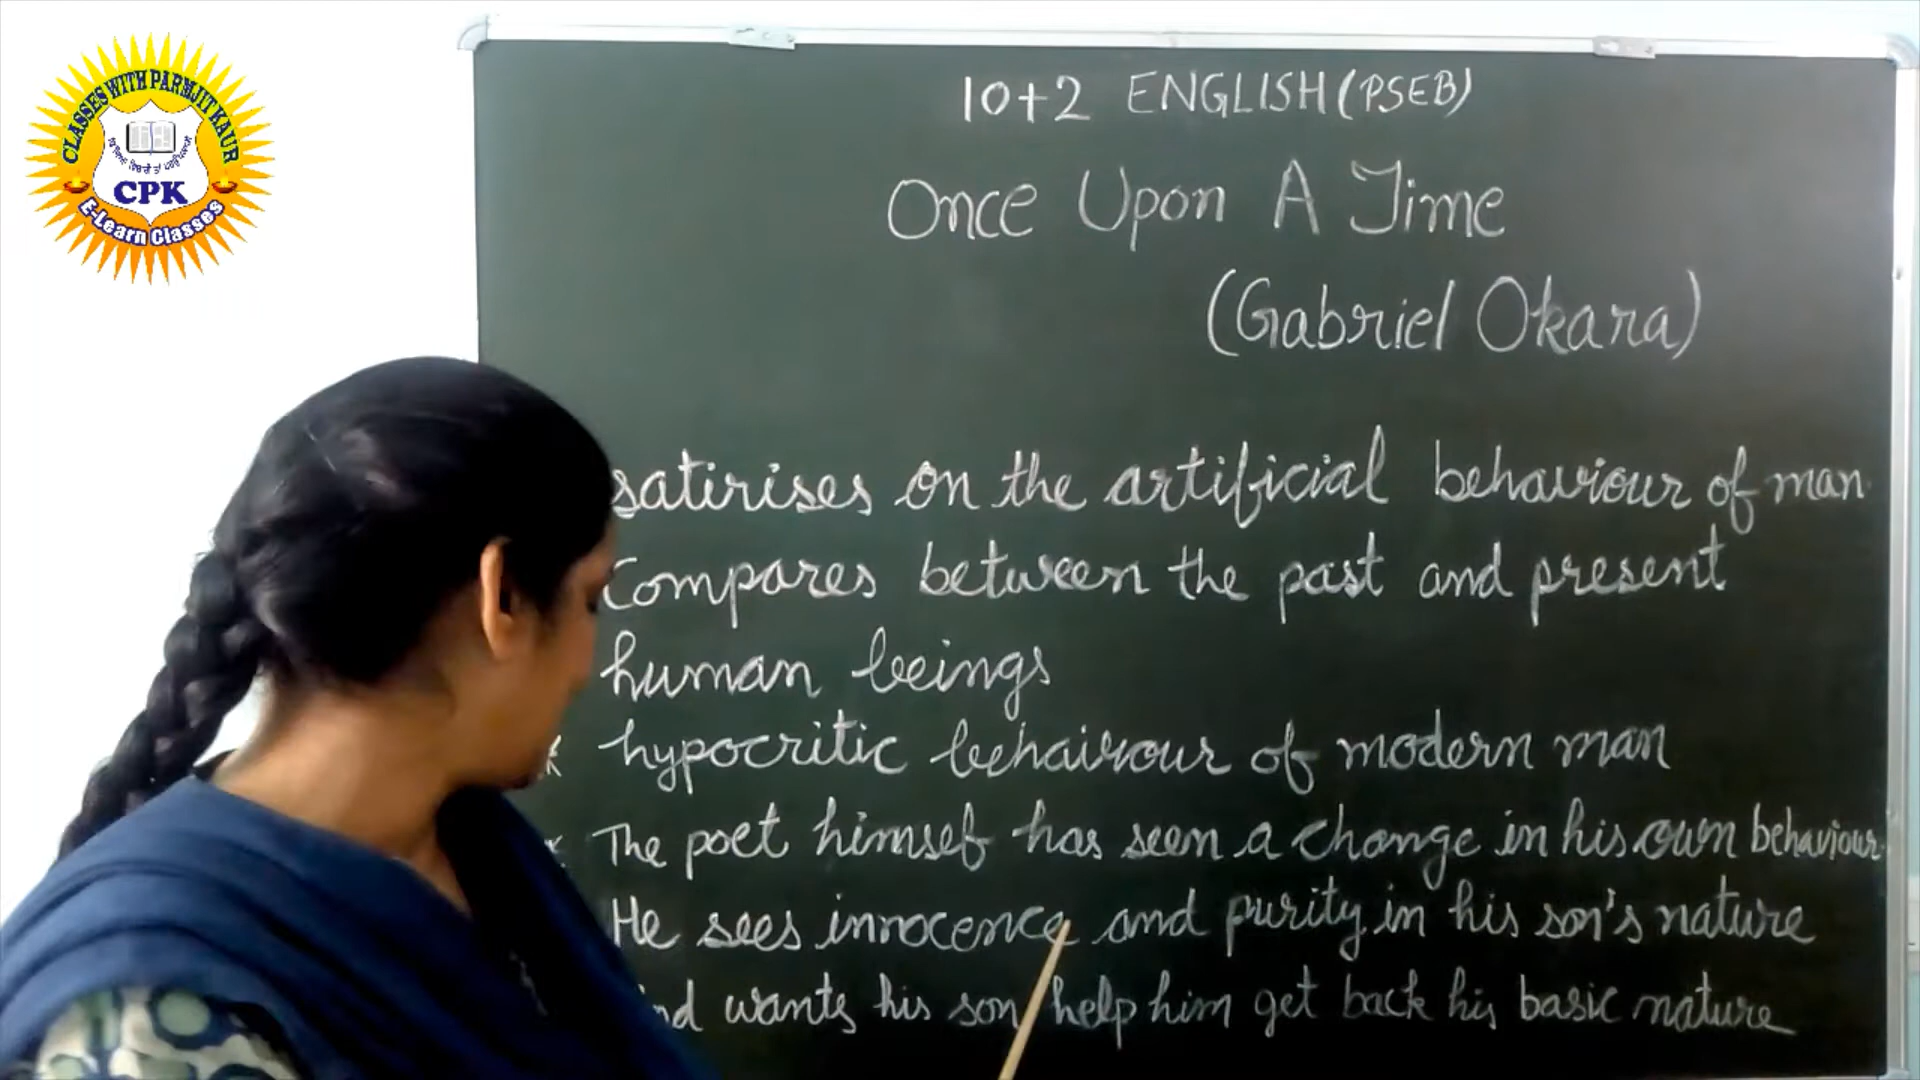 CLASSES WITH PARMJIT KAUR
CPK
E-Learn Classes
10+2 ENGLISH (PSEB)
Once Upon A Time
(Gabriel Okara)
satirises on the artificial behaviour of man
compares between the past and present
human beings
hypocritic behaiviour of modern man
The poet himsef has seen a change in his own behaviour.
He sees innocence and purity in his son's nature
and wants his son help him get back his basic nature